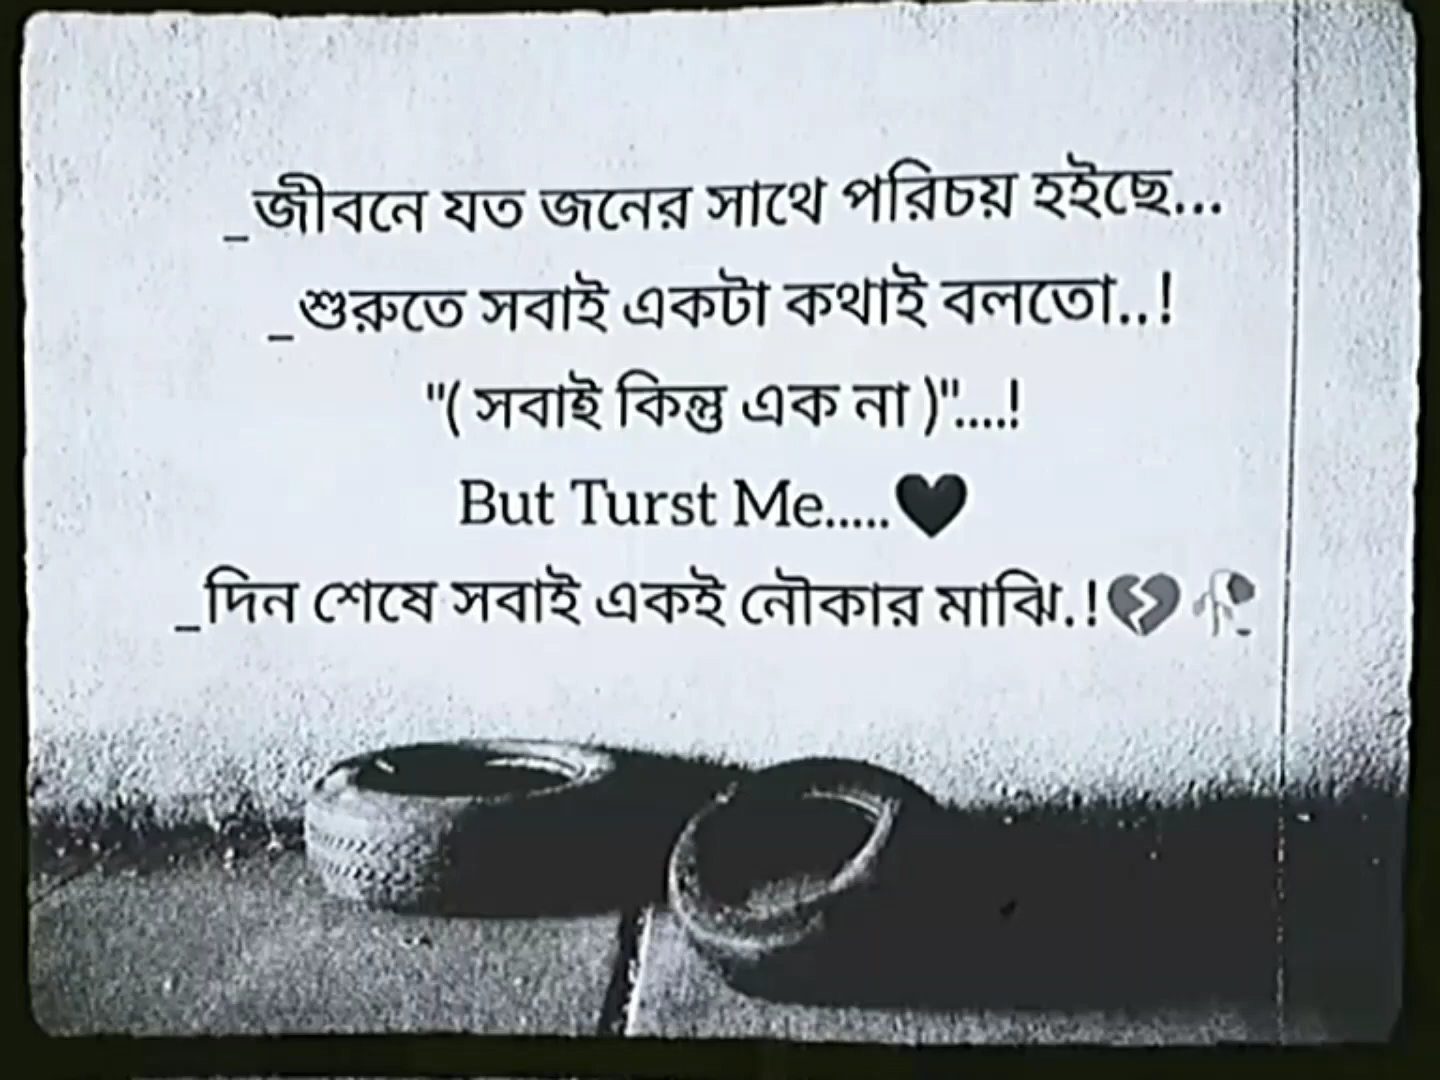 _জীবনে যত জনের সাথে পরিচয় হইছে...
_শুরুতে সবাই একটা কথাই বলতো..!
"( সবাই কিন্তু এক না )"....!
But Turst Me.....🖤
_দিন শেষে সবাই একই নৌকার মাঝি.!💔🥀